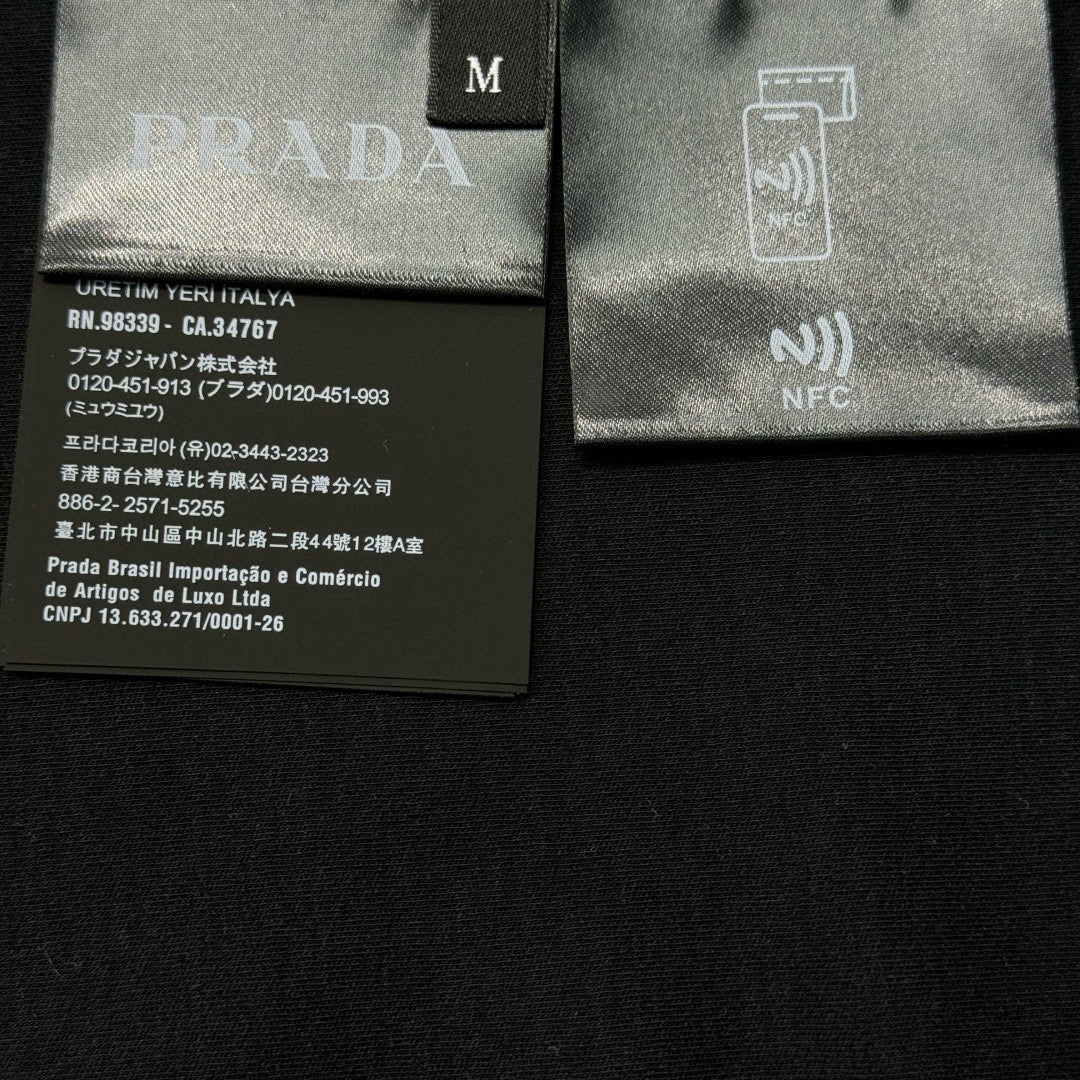 M
PRADA
ÜRETIM YERİ İTALYA
RN.98339 - CA.34767
プラダジャパン株式会社
0120-451-913 (プラダ)0120-451-993
(ミュウミュウ)
프라다코리아 (유)02-3443-2323
香港商台灣意比有限公司台灣分公司
886-2- 2571-5255
臺北市中山區中山北路二段44號12樓A室
Prada Brasil Importação e Comércio
de Artigos de Luxo Ltda
CNPJ 13.633.271/0001-26
NFC
NFC